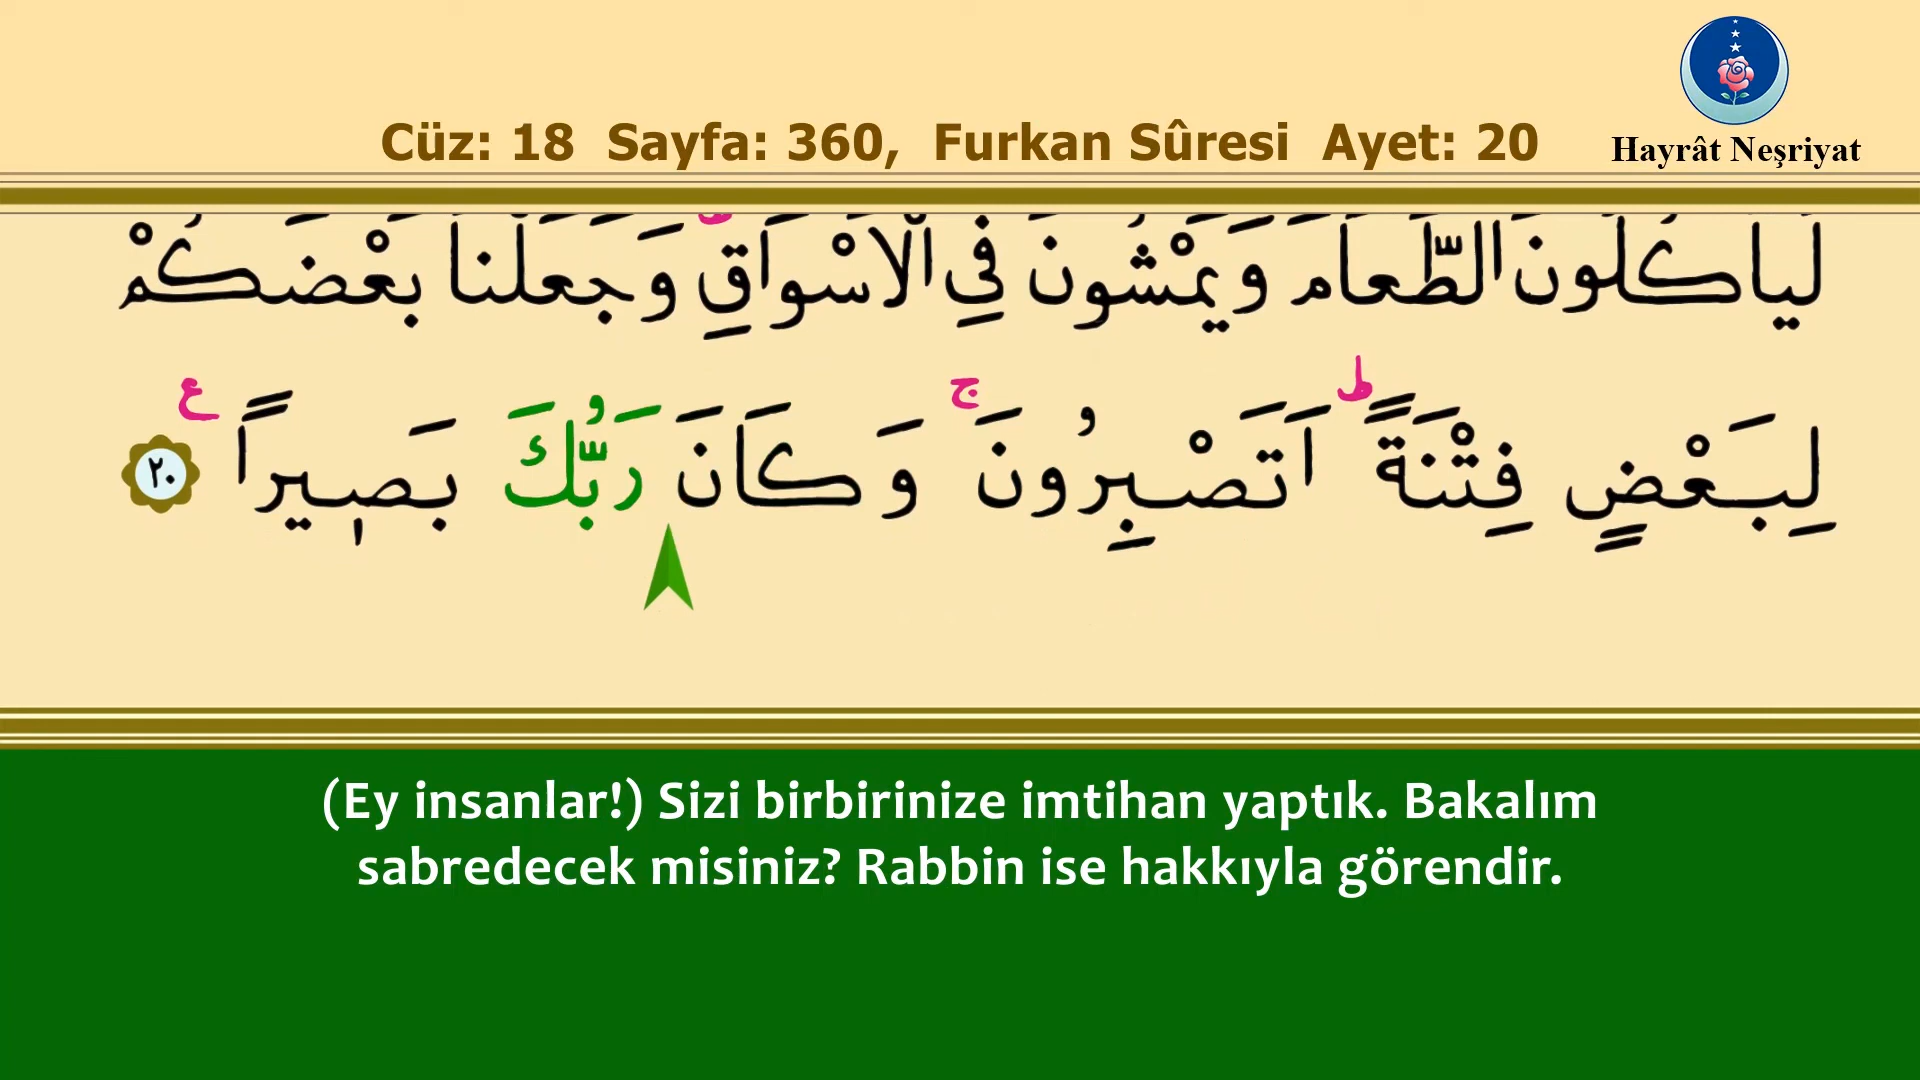 Cüz: 18 Sayfa: 360, Furkan Sûresi Ayet: 20
Hayrât Neşriyat
لَيَأْكُلُونَ الطَّعَامَ وَيَمْشُونَ فِي الْاَسْوَاقِ وَجَعَلْنَا بَعْضَكُمْ
لِبَعْضٍ فِتْنَةًۜ اَتَصْبِرُونَۚ وَكَانَ رَبُّكَ بَصِيرًا ع ٢٠
(Ey insanlar!) Sizi birbirinize imtihan yaptık. Bakalım
sabredecek misiniz? Rabbin ise hakkıyla görendir.